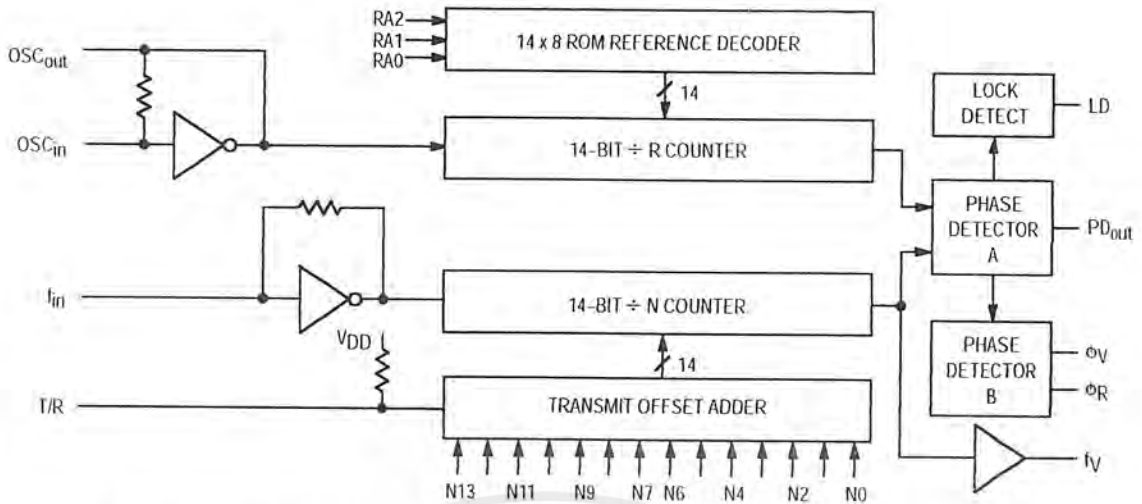 RA2
RA1
RA0
14 x 8 ROM REFERENCE DECODER
OSCout
14
LOCK
DETECT
LD
OSCin
14-BIT ÷ R COUNTER
PHASE
DETECTOR
A
PDout
fin
14-BIT ÷ N COUNTER
VDD
14
PHASE
DETECTOR
B
ϕV
ϕR
T/R
TRANSMIT OFFSET ADDER
fV
N13 N11 N9 N7 N6 N4 N2 N0